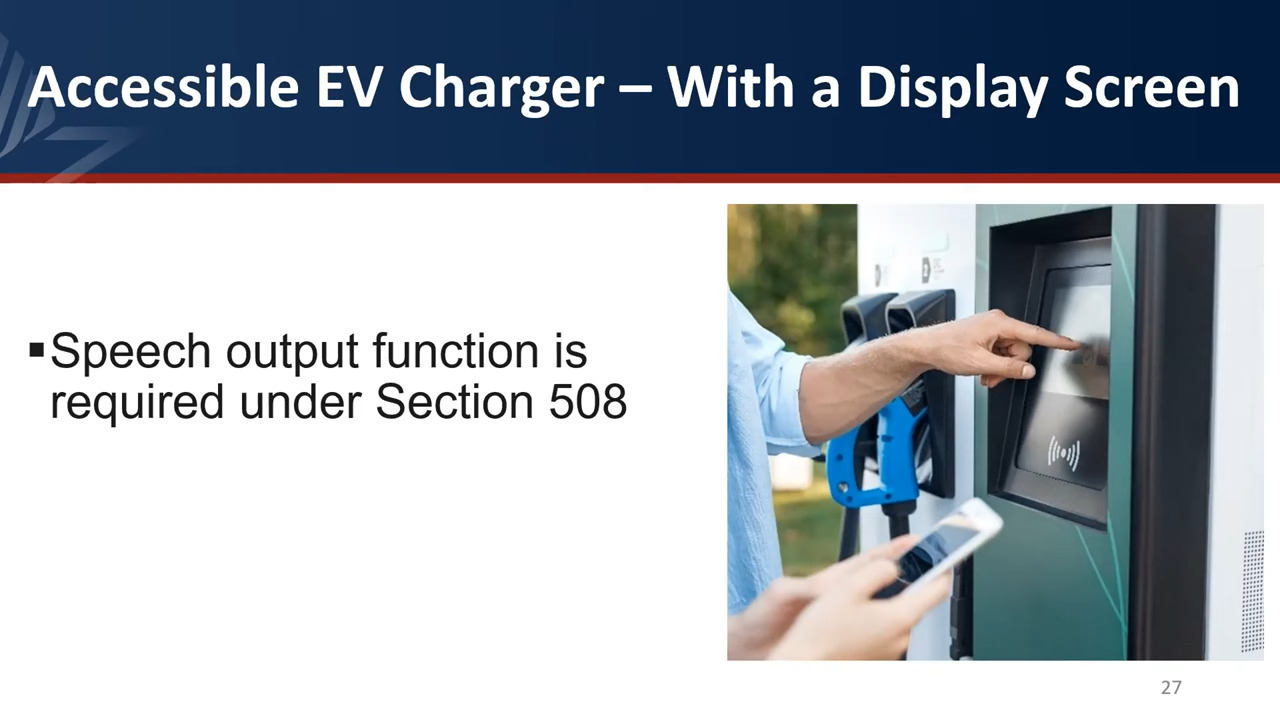 Accessible EV Charger – With a Display Screen
▪Speech output function is
required under Section 508
27